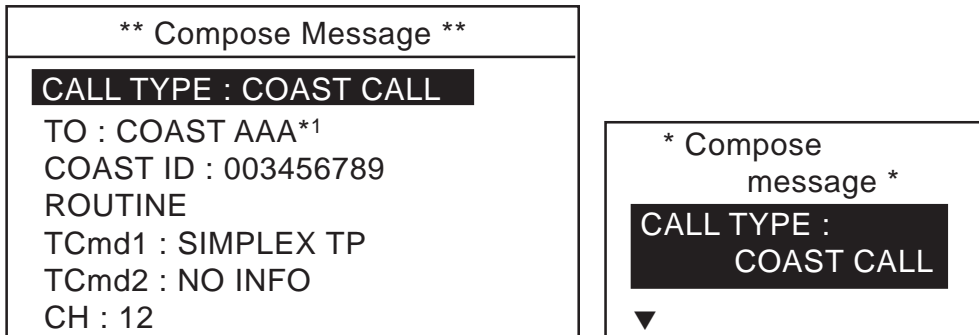 ** Compose Message **
CALL TYPE : COAST CALL
TO : COAST AAA*1
COAST ID : 003456789
ROUTINE
TCmd1 : SIMPLEX TP
TCmd2 : NO INFO
CH : 12
* Compose
message *
CALL TYPE :
COAST CALL
▼